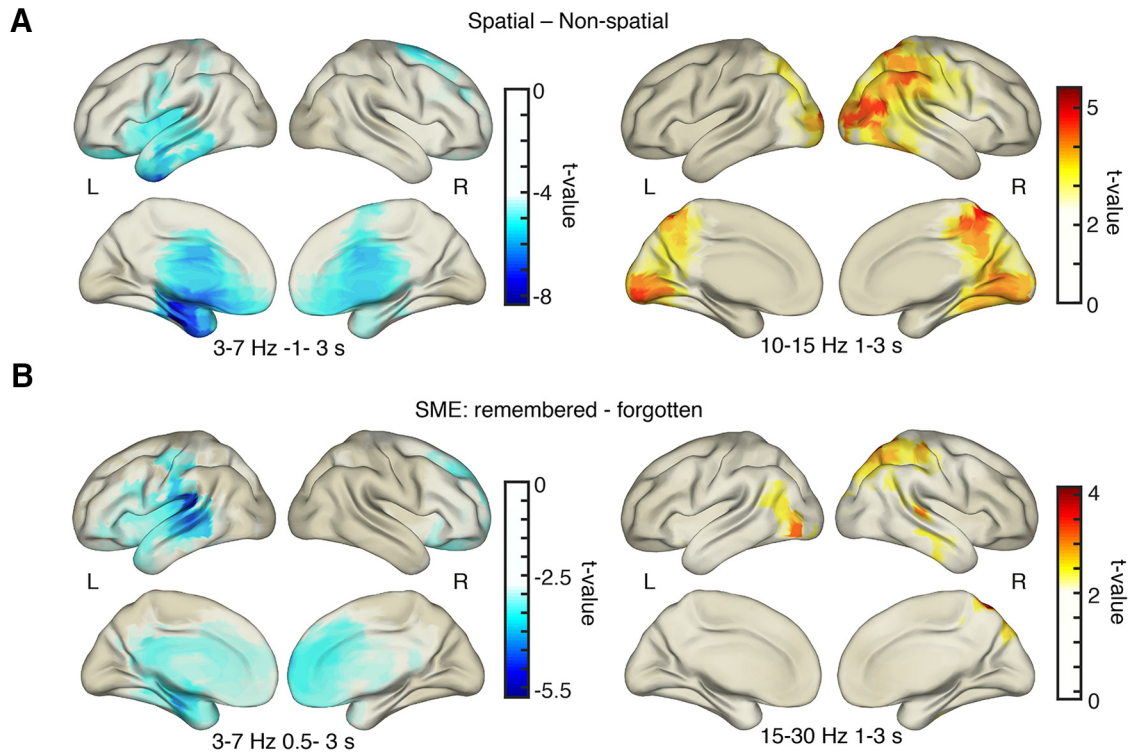 A
Spatial – Non-spatial
0
-4
-8
t-value
L
R
3-7 Hz -1- 3 s
5
2
0
t-value
L
R
10-15 Hz 1-3 s
B
SME: remembered - forgotten
0
-2.5
-5.5
t-value
L
R
3-7 Hz 0.5- 3 s
4
2
0
t-value
L
R
15-30 Hz 1-3 s